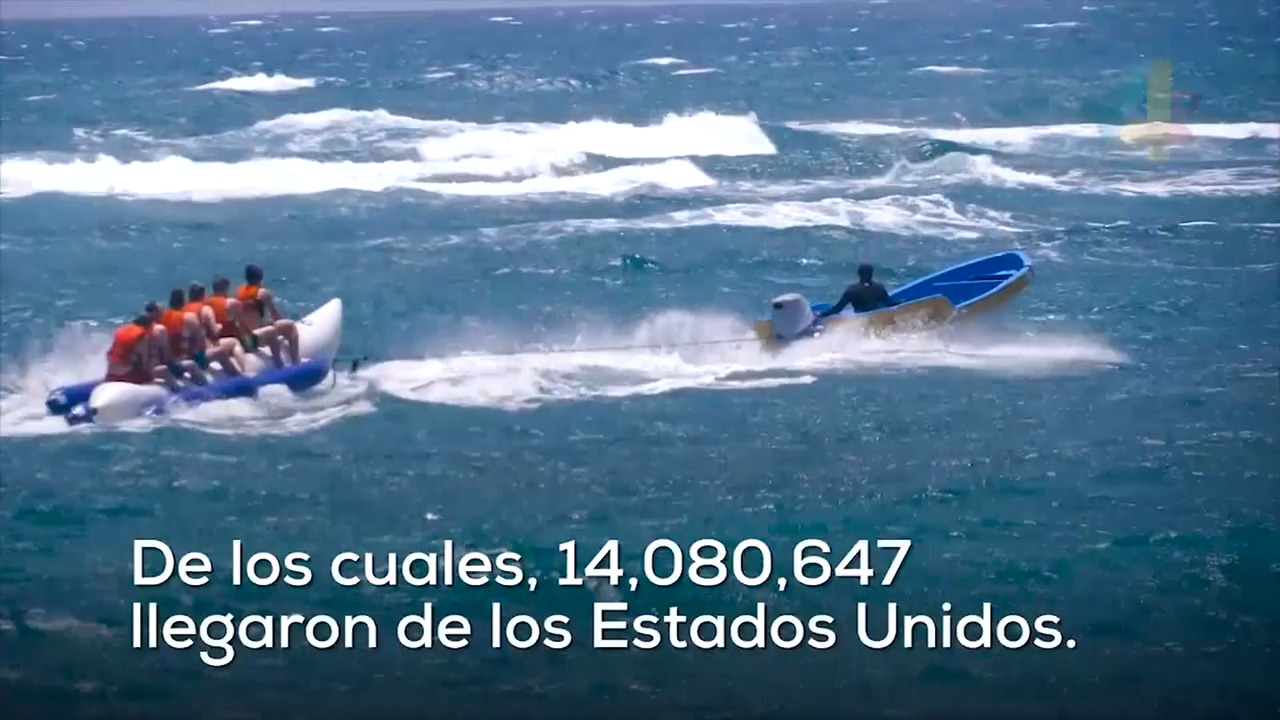 De los cuales, 14,080,647
llegaron de los Estados Unidos.